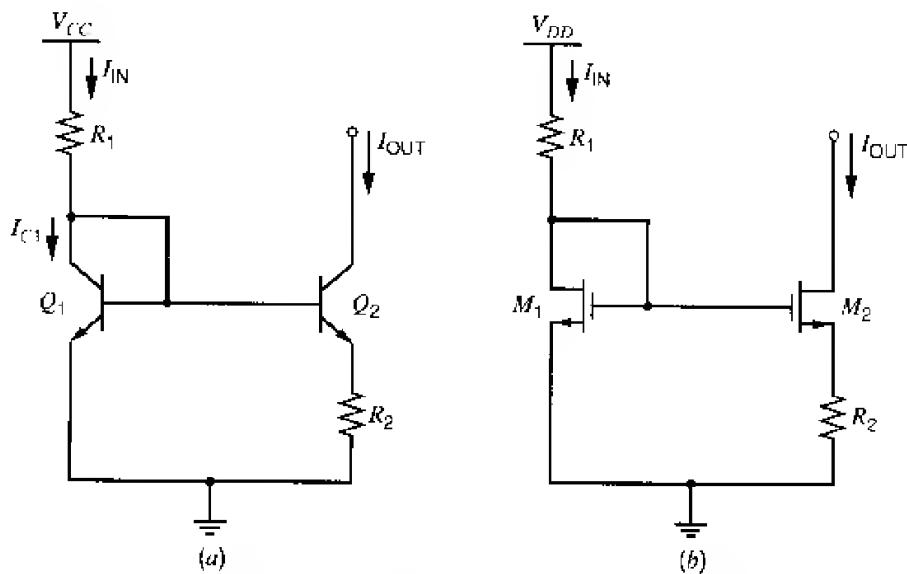 V_CC
I_IN
R_1
I_OUT
I_C1
Q_1
Q_2
R_2
(a)
V_DD
I_IN
R_1
I_OUT
M_1
M_2
R_2
(b)